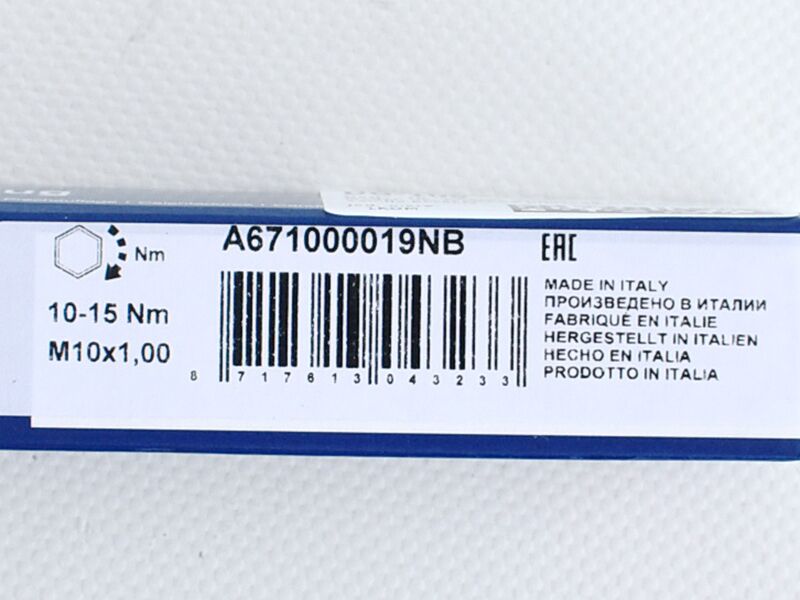 Nm
A671000019NB
EAC
10-15 Nm
M10x1,00
8 717613 043233
MADE IN ITALY
ПРОИЗВЕДЕНО В ИТАЛИИ
FABRIQUÉ EN ITALIE
HERGESTELLT IN ITALIEN
HECHO EN ITALIA
PRODOTTO IN ITALIA